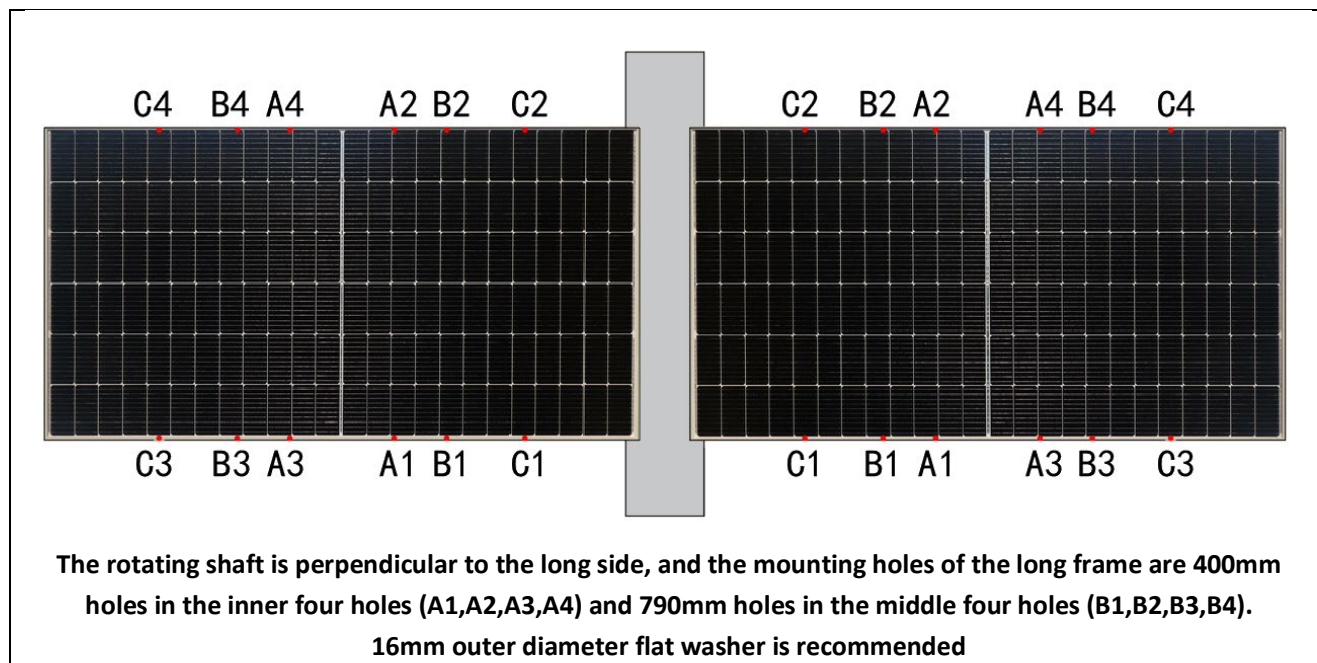 C4 B4 A4 A2 B2 C2 C2 B2 A2 A4 B4 C4
C3 B3 A3 A1 B1 C1 C1 B1 A1 A3 B3 C3
The rotating shaft is perpendicular to the long side, and the mounting holes of the long frame are 400mm
holes in the inner four holes (A1,A2,A3,A4) and 790mm holes in the middle four holes (B1,B2,B3,B4).
16mm outer diameter flat washer is recommended